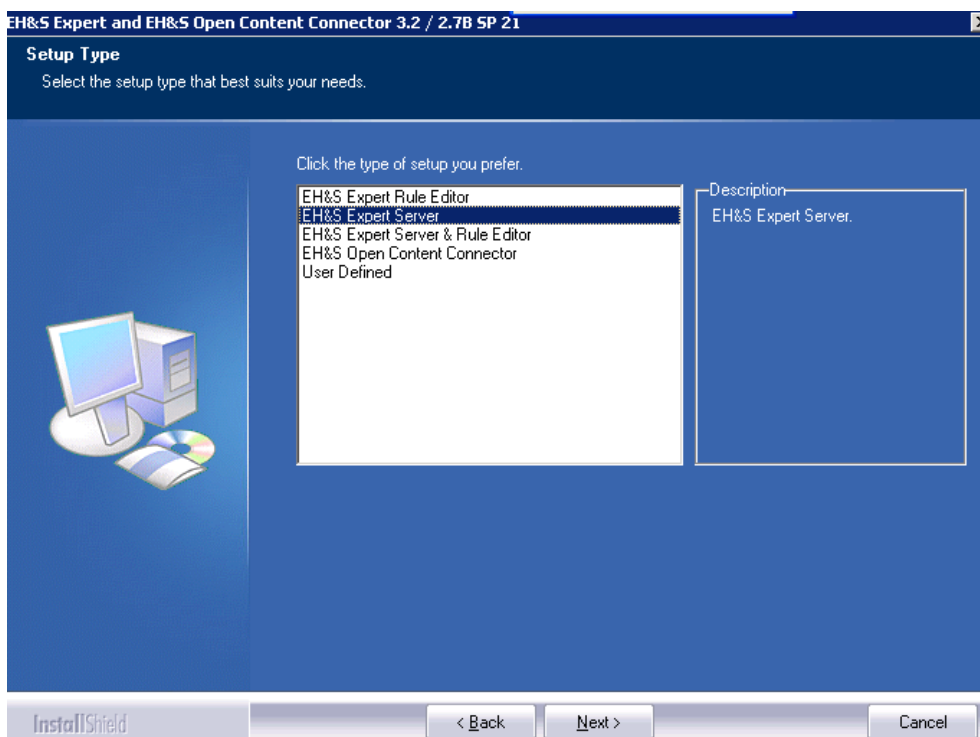 EH&S Expert and EH&S Open Content Connector 3.2 / 2.7B SP 21
Setup Type
Select the setup type that best suits your needs.
Click the type of setup you prefer.
EH&S Expert Rule Editor
EH&S Expert Server
EH&S Expert Server & Rule Editor
EH&S Open Content Connector
User Defined
Description
EH&S Expert Server.
InstallShield
< Back
Next >
Cancel